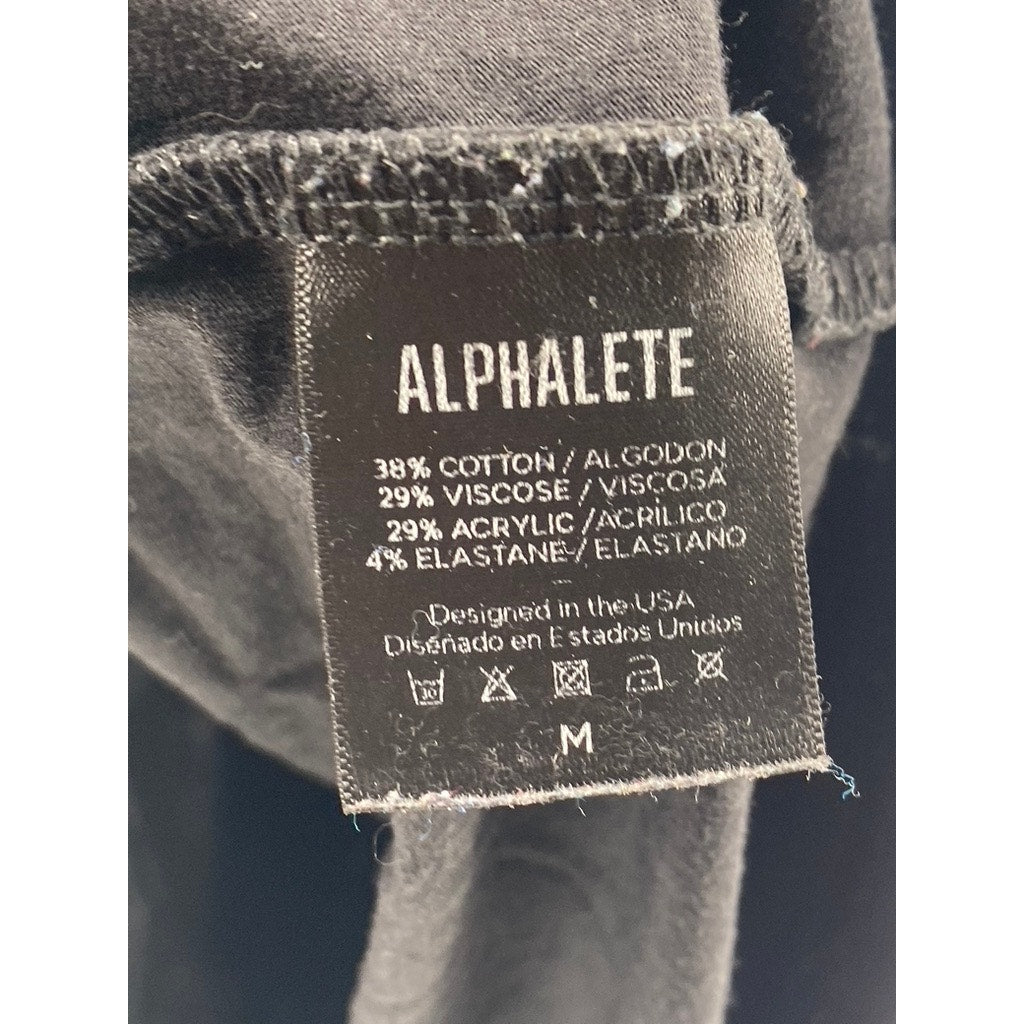 ALPHALETE
38% COTTON / ALGODON
29% VISCOSE / VISCOSA
29% ACRYLIC / ACRÍLICO
4% ELASTANE / ELASTANO
Designed in the USA
Diseñado en Estados Unidos
30
M